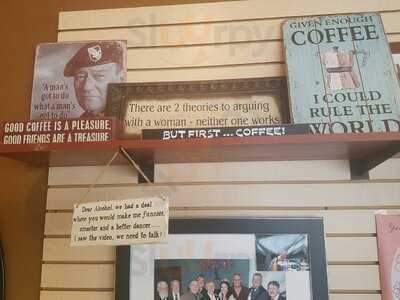 "A man's
got to do
what a man's
got to do"
GOOD COFFEE IS A PLEASURE,
GOOD FRIENDS ARE A TREASURE
There are 2 theories to arguing
with a woman - neither one works
BUT FIRST ... COFFEE!
GIVEN ENOUGH
COFFEE
I COULD
RULE THE
WORLD
Dear Alcohol, we had a deal
where you would make me funnier,
smarter and a better dancer...
I saw the video, we need to talk!